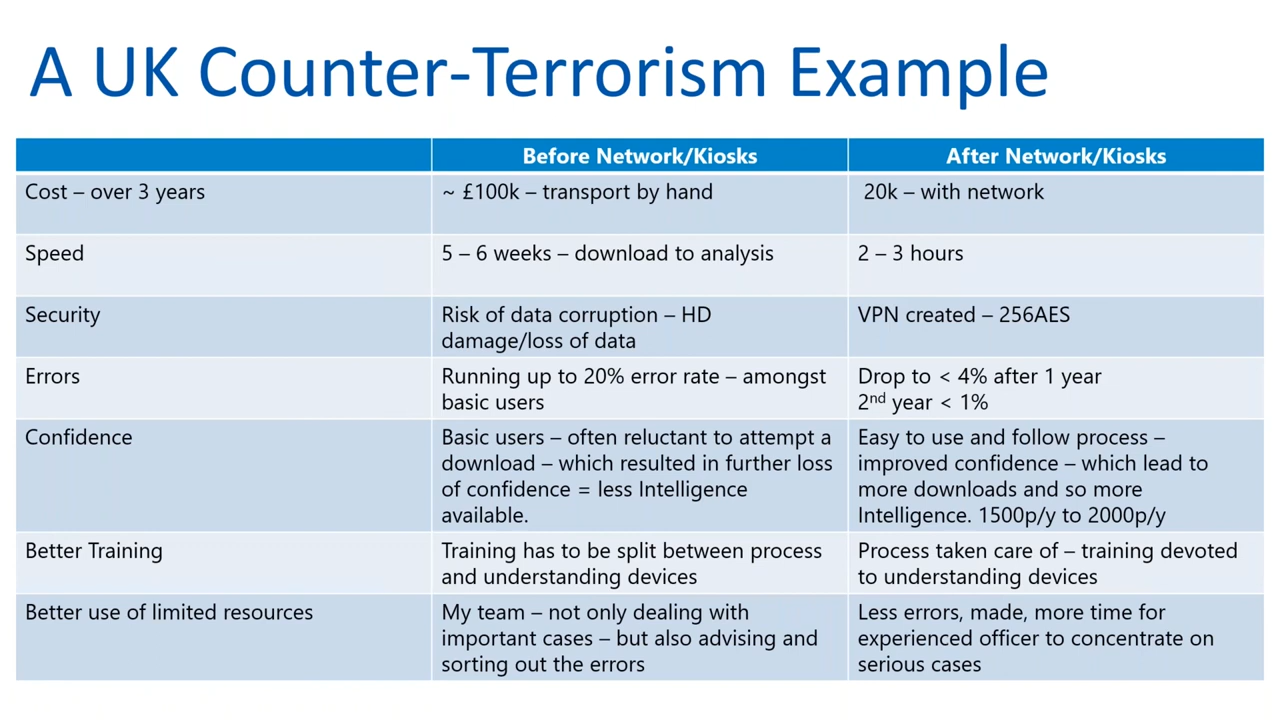 A UK Counter-Terrorism Example
Before Network/Kiosks
After Network/Kiosks
Cost – over 3 years
~ £100k – transport by hand
20k – with network
Speed
5 – 6 weeks – download to analysis
2 – 3 hours
Security
Risk of data corruption – HD
damage/loss of data
VPN created – 256AES
Errors
Running up to 20% error rate – amongst
basic users
Drop to < 4% after 1 year
2nd year < 1%
Confidence
Basic users – often reluctant to attempt a
download – which resulted in further loss
of confidence = less Intelligence
available.
Easy to use and follow process –
improved confidence – which lead to
more downloads and so more
Intelligence. 1500p/y to 2000p/y
Better Training
Training has to be split between process
and understanding devices
Process taken care of – training devoted
to understanding devices
Better use of limited resources
My team – not only dealing with
important cases – but also advising and
sorting out the errors
Less errors, made, more time for
experienced officer to concentrate on
serious cases